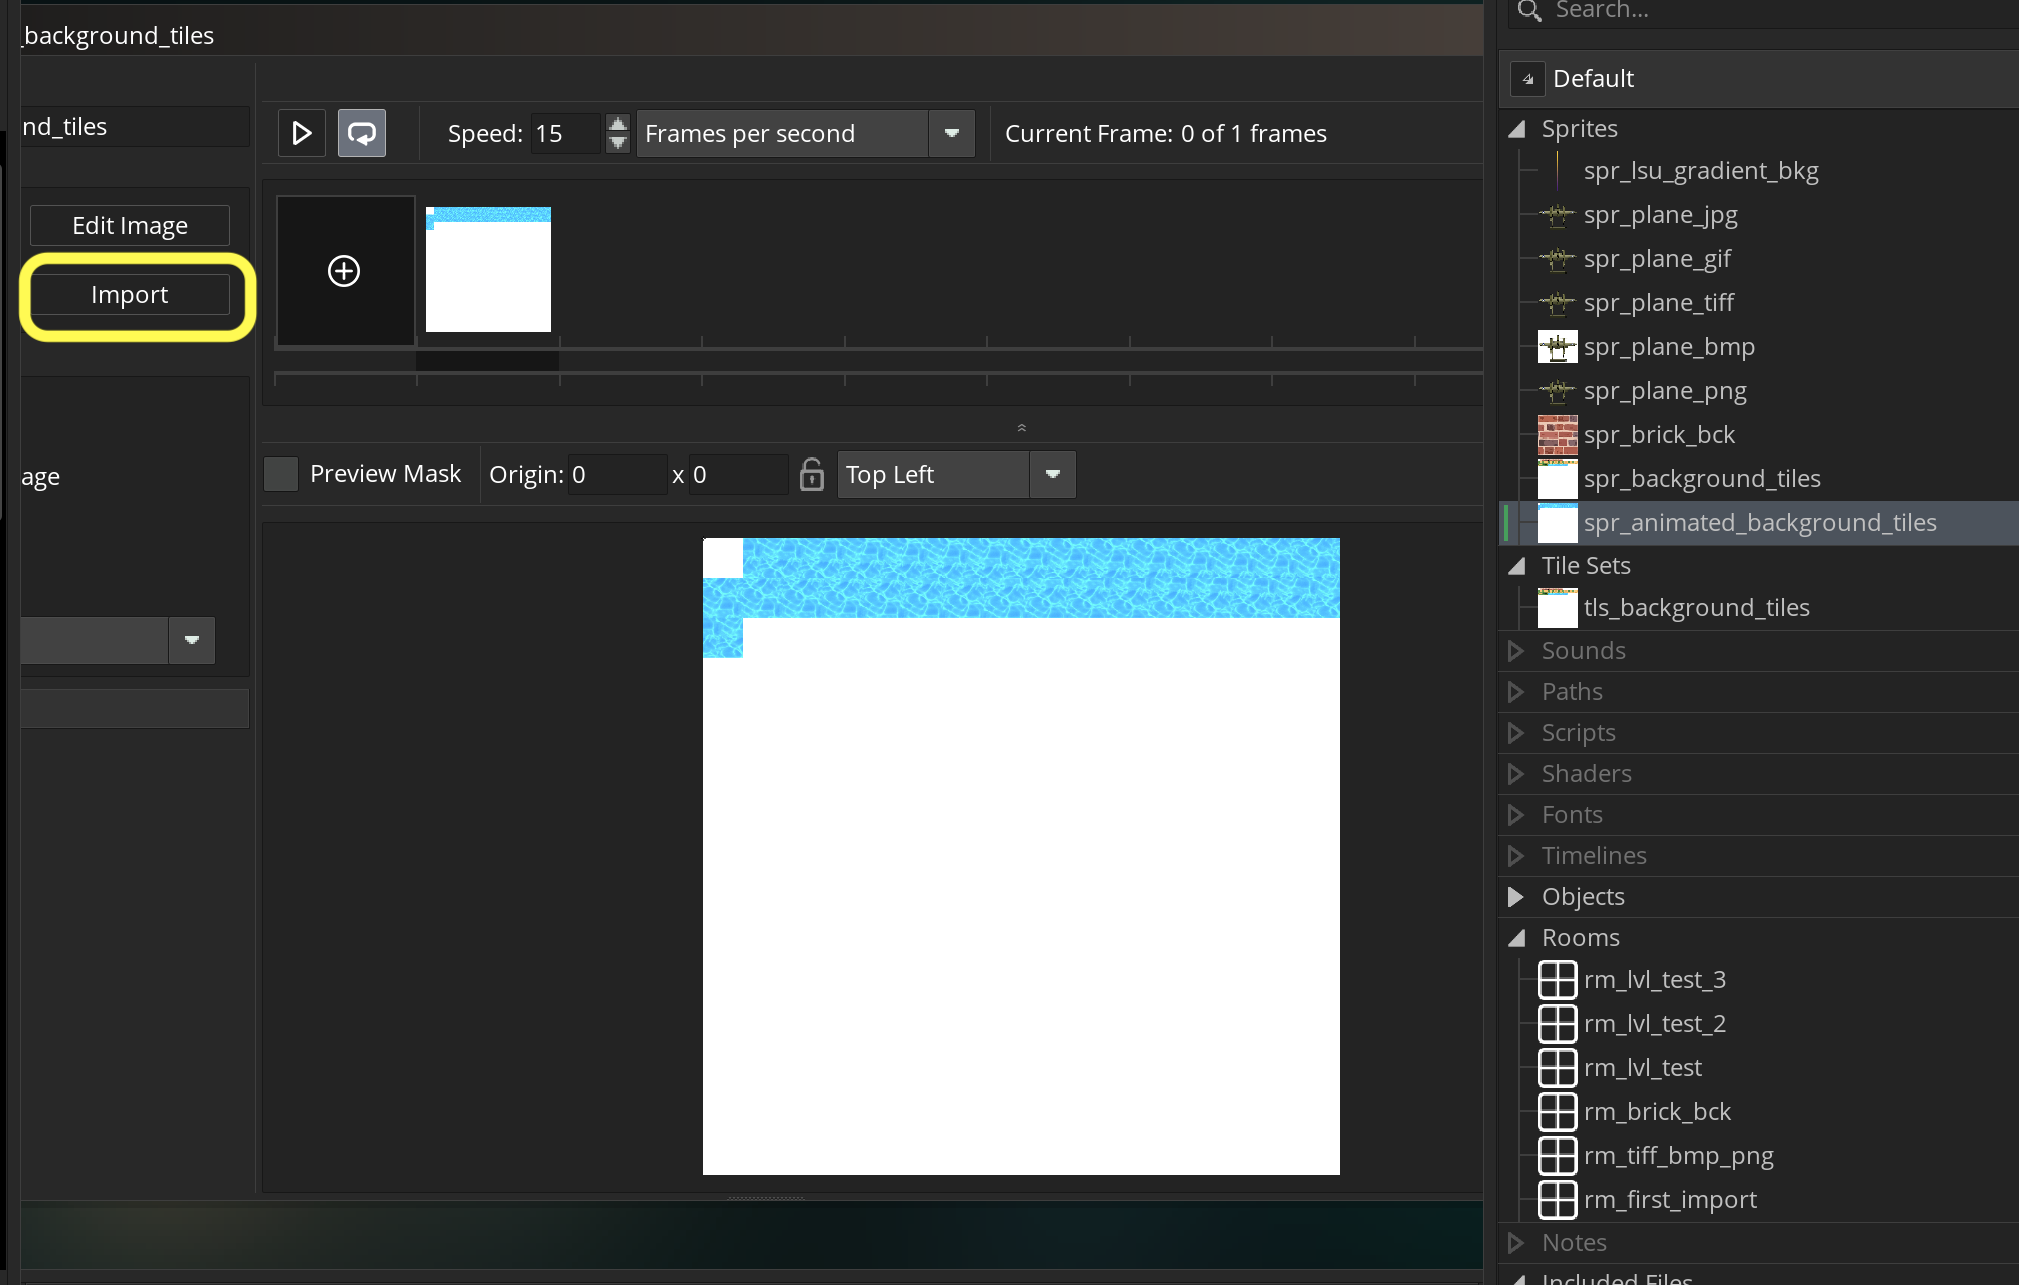 _background_tiles
nd_tiles
Edit Image
Import
age
Speed: 15
Frames per second
Current Frame: 0 of 1 frames
Preview Mask
Origin: 0 x 0
Top Left
Search...
Default
Sprites
spr_lsu_gradient_bkg
spr_plane_jpg
spr_plane_gif
spr_plane_tiff
spr_plane_bmp
spr_plane_png
spr_brick_bck
spr_background_tiles
spr_animated_background_tiles
Tile Sets
tls_background_tiles
Sounds
Paths
Scripts
Shaders
Fonts
Timelines
Objects
Rooms
rm_lvl_test_3
rm_lvl_test_2
rm_lvl_test
rm_brick_bck
rm_tiff_bmp_png
rm_first_import
Notes
Included Files